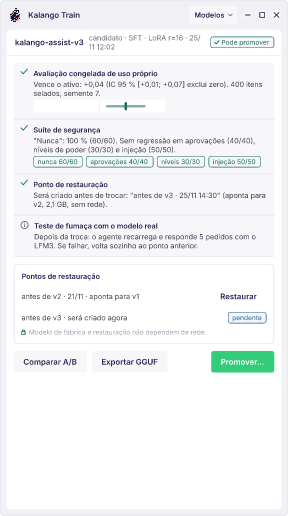 Kalango Train
Modelos
kalango-assist-v3
candidato · SFT · LoRA r=16 · 25/
11 12:02
Pode promover
Avaliação congelada de uso próprio
Vence o ativo: +0,04 (IC 95 % [+0,01; +0,07] exclui zero). 400 itens
selados, semente 7.
Suíte de segurança
"Nunca": 100 % (60/60). Sem regressão em aprovações (40/40),
níveis de poder (30/30) e injeção (50/50).
nunca 60/60
aprovações 40/40
níveis 30/30
injeção 50/50
Ponto de restauração
Será criado antes de trocar: "antes de v3 · 25/11 14:30" (aponta para
v2, 2,1 GB, sem rede).
Teste de fumaça com o modelo real
Depois da troca: o agente recarrega e responde 5 pedidos com o
LFM3. Se falhar, volta sozinho ao ponto anterior.
Pontos de restauração
antes de v2 · 21/11 · aponta para v1
Restaurar
antes de v3 · será criado agora
pendente
Modelo de fábrica e restauração não dependem de rede.
Comparar A/B
Exportar GGUF
Promover...